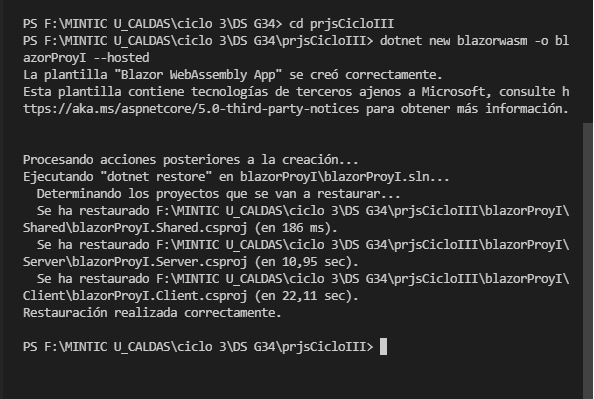 PS F:\MINTIC U_CALDAS\ciclo 3\DS G34> cd prjsCicloIII
PS F:\MINTIC U_CALDAS\ciclo 3\DS G34\prjsCicloIII> dotnet new blazorwasm -o bl
azorProyI --hosted
La plantilla "Blazor WebAssembly App" se creó correctamente.
Esta plantilla contiene tecnologías de terceros ajenos a Microsoft, consulte h
ttps://aka.ms/aspnetcore/5.0-third-party-notices para obtener más información.
Procesando acciones posteriores a la creación...
Ejecutando "dotnet restore" en blazorProyI\blazorProyI.sln...
  Determinando los proyectos que se van a restaurar...
  Se ha restaurado F:\MINTIC U_CALDAS\ciclo 3\DS G34\prjsCicloIII\blazorProyI\
Shared\blazorProyI.Shared.csproj (en 186 ms).
  Se ha restaurado F:\MINTIC U_CALDAS\ciclo 3\DS G34\prjsCicloIII\blazorProyI\
Server\blazorProyI.Server.csproj (en 10,95 sec).
  Se ha restaurado F:\MINTIC U_CALDAS\ciclo 3\DS G34\prjsCicloIII\blazorProyI\
Client\blazorProyI.Client.csproj (en 22,11 sec).
Restauración realizada correctamente.
PS F:\MINTIC U_CALDAS\ciclo 3\DS G34\prjsCicloIII>